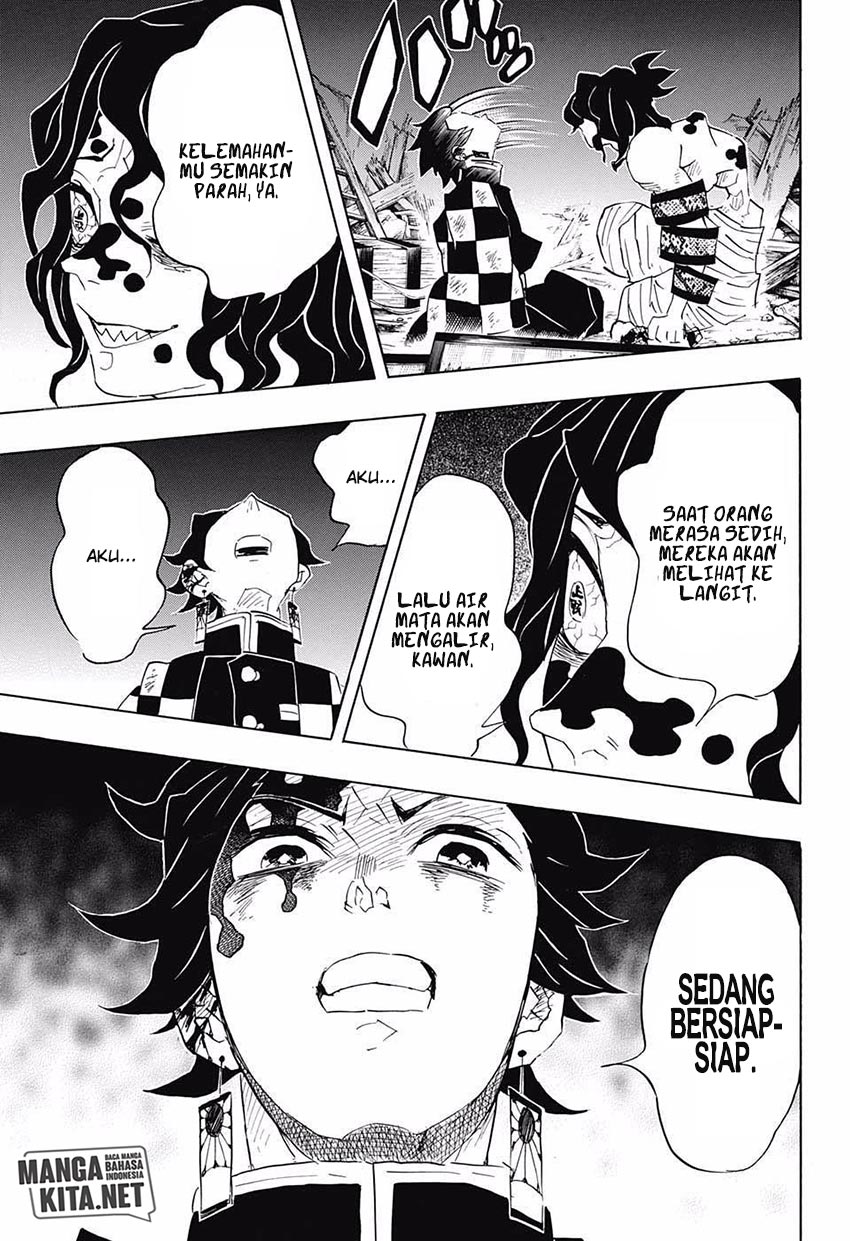 KELEMAHAN-
MU SEMAKIN
PARAH, YA.
SAAT ORANG
MERASA SEDIH,
MEREKA AKAN
MELIHAT KE
LANGIT.
LALU AIR
MATA AKAN
MENGALIR,
KAWAN.
AKU...
AKU...
SEDANG
BERSIAP-
SIAP.
MANGA
KITA.NET
BACA MANGA
BAHASA
INDONESIA